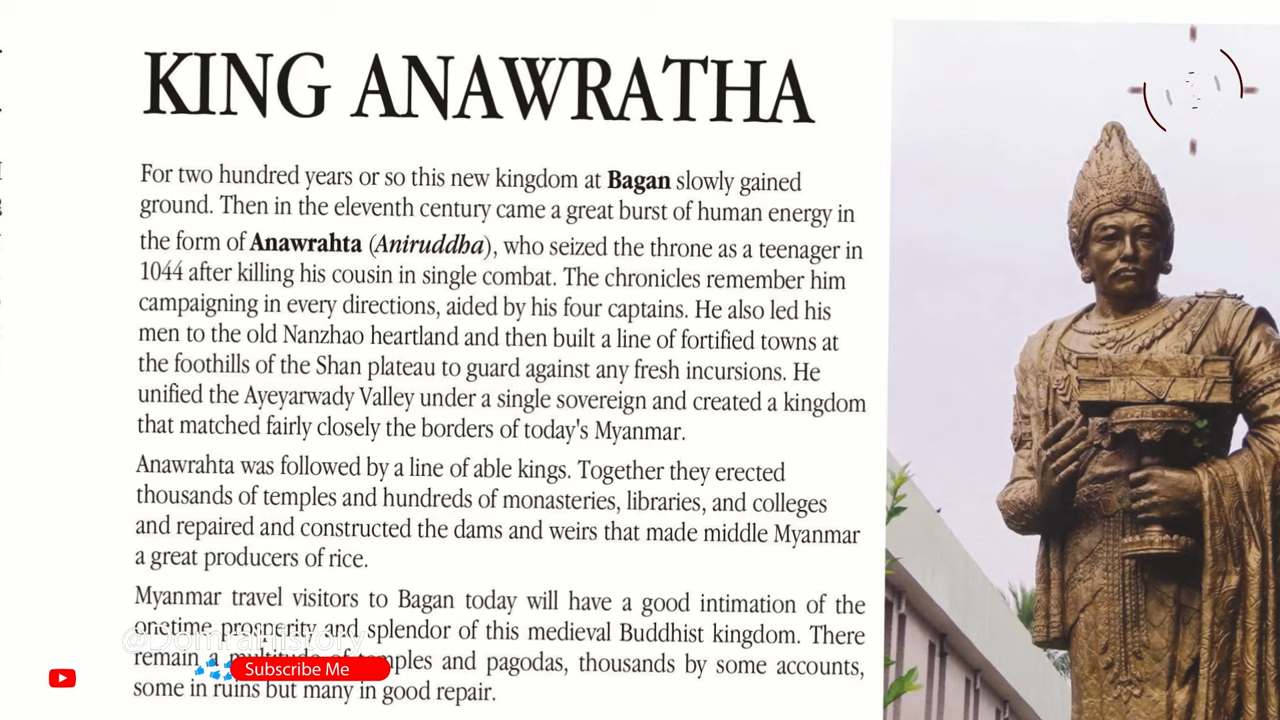 KING ANAWRATHA
For two hundred years or so this new kingdom at Bagan slowly gained
ground. Then in the eleventh century came a great burst of human energy in
the form of Anawrahta (Aniruddha), who seized the throne as a teenager in
1044 after killing his cousin in single combat. The chronicles remember him
campaigning in every directions, aided by his four captains. He also led his
men to the old Nanzhao heartland and then built a line of fortified towns at
the foothills of the Shan plateau to guard against any fresh incursions. He
unified the Ayeyarwady Valley under a single sovereign and created a kingdom
that matched fairly closely the borders of today's Myanmar.
Anawrahta was followed by a line of able kings. Together they erected
thousands of temples and hundreds of monasteries, libraries, and colleges
and repaired and constructed the dams and weirs that made middle Myanmar
a great producers of rice.
Myanmar travel visitors to Bagan today will have a good intimation of the
onetime prosperity and splendor of this medieval Buddhist kingdom. There
@DomraHistory
remain a multitude of temples and pagodas, thousands by some accounts,
Subscribe Me
some in ruins but many in good repair.